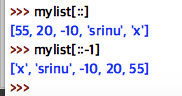 >>> mylist[::]
[55, 20, -10, 'srinu', 'x']
>>> mylist[::-1]
['x', 'srinu', -10, 20, 55]
>>>